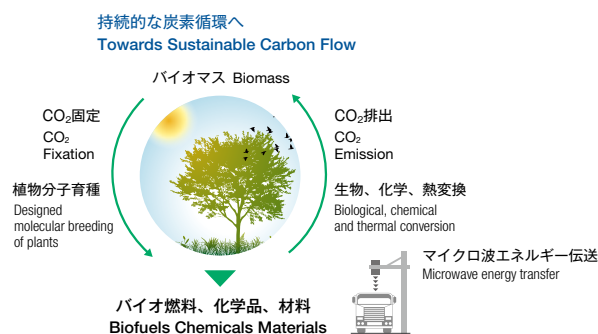 持続的な炭素循環へ
Towards Sustainable Carbon Flow
バイオマス Biomass
CO₂固定
CO₂
Fixation
植物分子育種
Designed
molecular breeding
of plants
CO₂排出
CO₂
Emission
生物、化学、熱変換
Biological, chemical
and thermal conversion
マイクロ波エネルギー伝送
Microwave energy transfer
バイオ燃料、化学品、材料
Biofuels Chemicals Materials